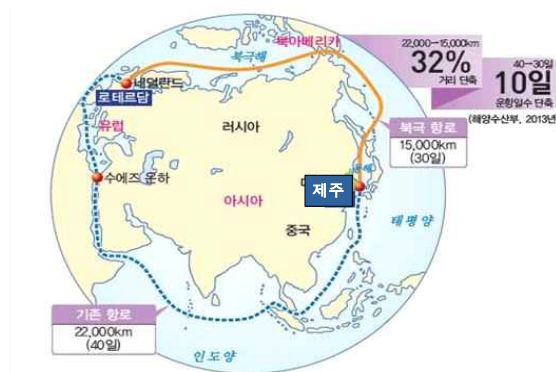 북아메리카
북극해
22,000→15,000km
32%
거리 단축
40→30일
10일
운항일수 단축
(해양수산부, 2013년)
네덜란드
로테르담
유럽
러시아
북극 항로
15,000km
(30일)
수에즈 운하
아시아
제주
중국
태평양
기존 항로
22,000km
(40일)
인도양